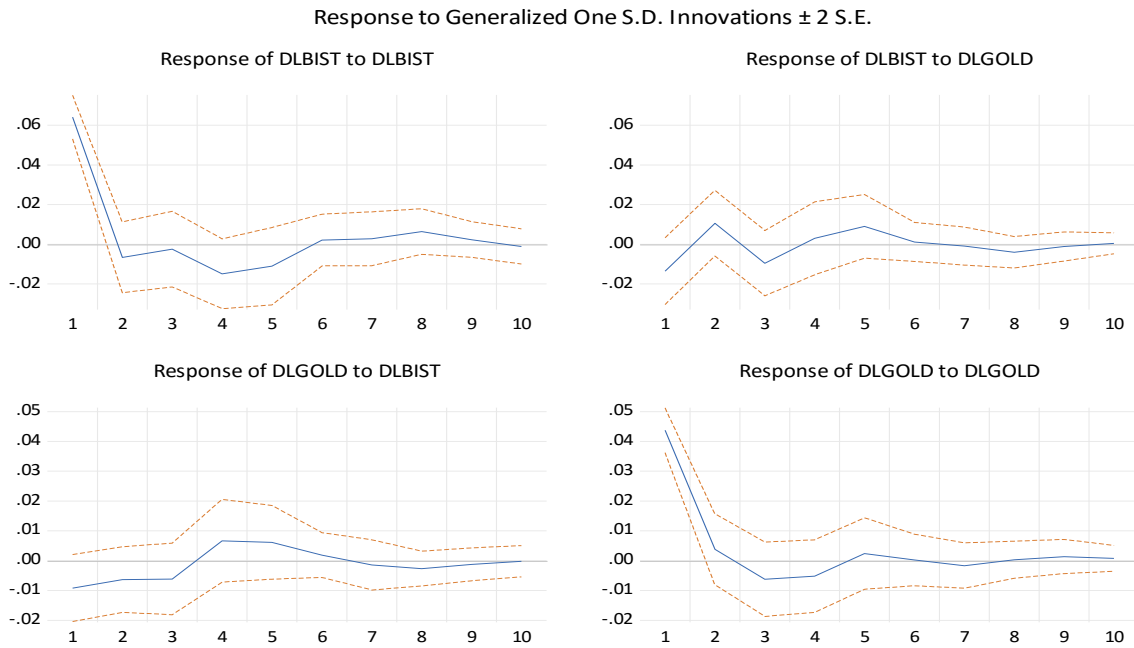 Response to Generalized One S.D. Innovations ± 2 S.E.
Response of DLBIST to DLBIST
.06
.04
.02
.00
-.02
1 2 3 4 5 6 7 8 9 10
Response of DLBIST to DLGOLD
.06
.04
.02
.00
-.02
1 2 3 4 5 6 7 8 9 10
Response of DLGOLD to DLBIST
.05
.04
.03
.02
.01
.00
-.01
-.02
1 2 3 4 5 6 7 8 9 10
Response of DLGOLD to DLGOLD
.05
.04
.03
.02
.01
.00
-.01
-.02
1 2 3 4 5 6 7 8 9 10